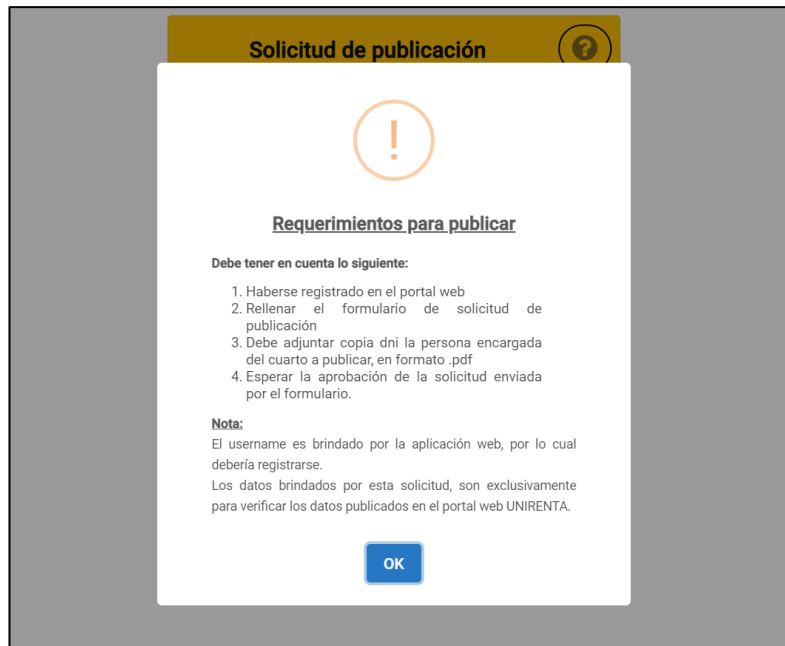 Solicitud de publicación
?
!
Requerimientos para publicar
Debe tener en cuenta lo siguiente:
1. Haberse registrado en el portal web
2. Rellenar el formulario de solicitud de
publicación
3. Debe adjuntar copia dni la persona encargada
del cuarto a publicar, en formato .pdf
4. Esperar la aprobación de la solicitud enviada
por el formulario.
Nota:
El username es brindado por la aplicación web, por lo cual
debería registrarse.
Los datos brindados por esta solicitud, son exclusivamente
para verificar los datos publicados en el portal web UNIRENTA.
OK